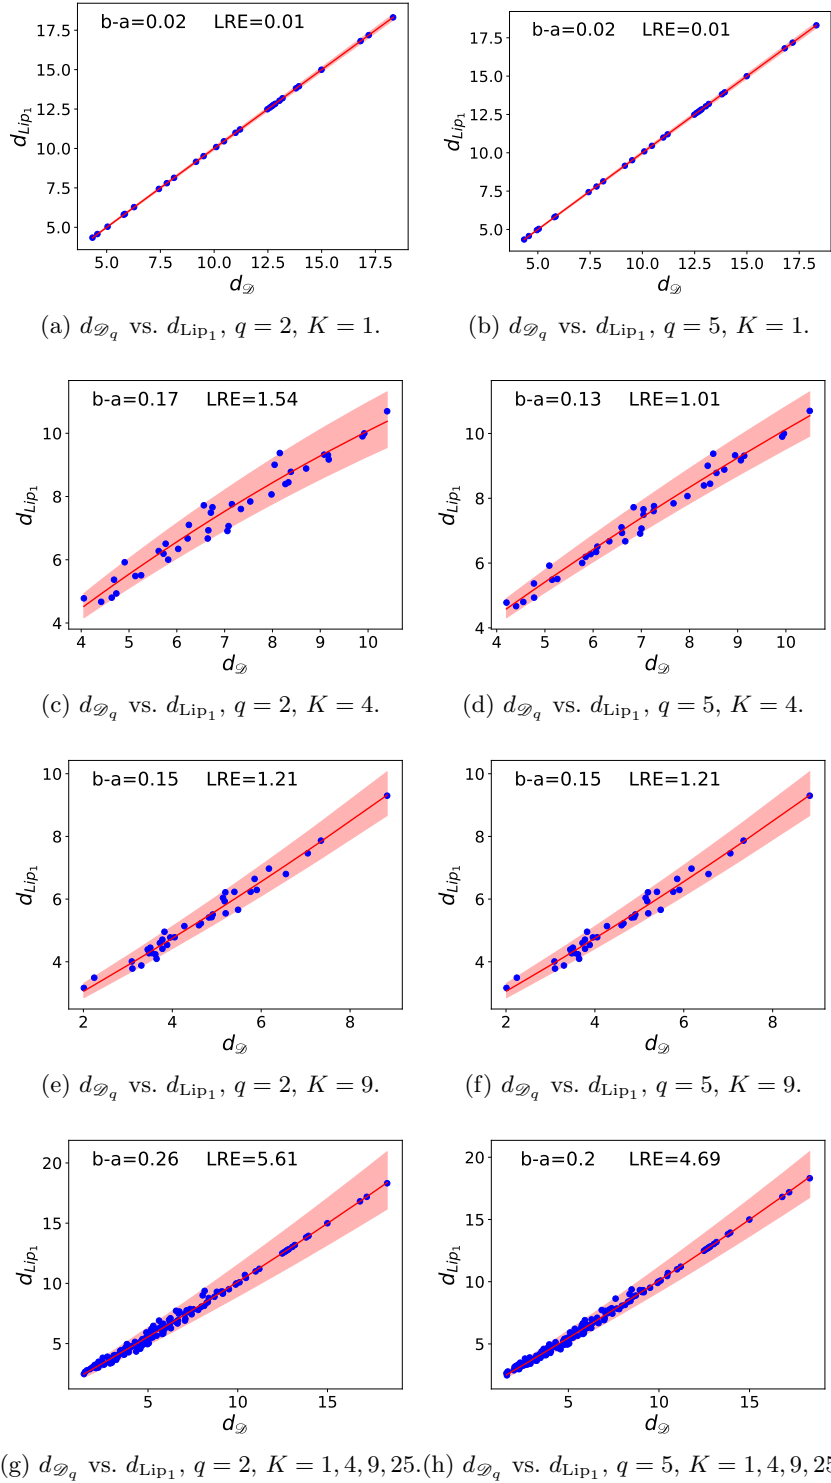 b-a=0.02 LRE=0.01
17.5
15.0
12.5
10.0
7.5
5.0
d_{Lip_1}
5.0 7.5 10.0 12.5 15.0 17.5
d_𝒟
(a) d_{𝒟_q} vs. d_{Lip_1}, q = 2, K = 1.
b-a=0.02 LRE=0.01
17.5
15.0
12.5
10.0
7.5
5.0
d_{Lip_1}
5.0 7.5 10.0 12.5 15.0 17.5
d_𝒟
(b) d_{𝒟_q} vs. d_{Lip_1}, q = 5, K = 1.
b-a=0.17 LRE=1.54
10
8
6
4
d_{Lip_1}
4 5 6 7 8 9 10
d_𝒟
(c) d_{𝒟_q} vs. d_{Lip_1}, q = 2, K = 4.
b-a=0.13 LRE=1.01
10
8
6
4
d_{Lip_1}
4 5 6 7 8 9 10
d_𝒟
(d) d_{𝒟_q} vs. d_{Lip_1}, q = 5, K = 4.
b-a=0.15 LRE=1.21
10
8
6
4
d_{Lip_1}
2 4 6 8
d_𝒟
(e) d_{𝒟_q} vs. d_{Lip_1}, q = 2, K = 9.
b-a=0.15 LRE=1.21
10
8
6
4
d_{Lip_1}
2 4 6 8
d_𝒟
(f) d_{𝒟_q} vs. d_{Lip_1}, q = 5, K = 9.
b-a=0.26 LRE=5.61
20
15
10
5
d_{Lip_1}
5 10 15
d_𝒟
(g) d_{𝒟_q} vs. d_{Lip_1}, q = 2, K = 1, 4, 9, 25.
b-a=0.2 LRE=4.69
20
15
10
5
d_{Lip_1}
5 10 15
d_𝒟
(h) d_{𝒟_q} vs. d_{Lip_1}, q = 5, K = 1, 4, 9,